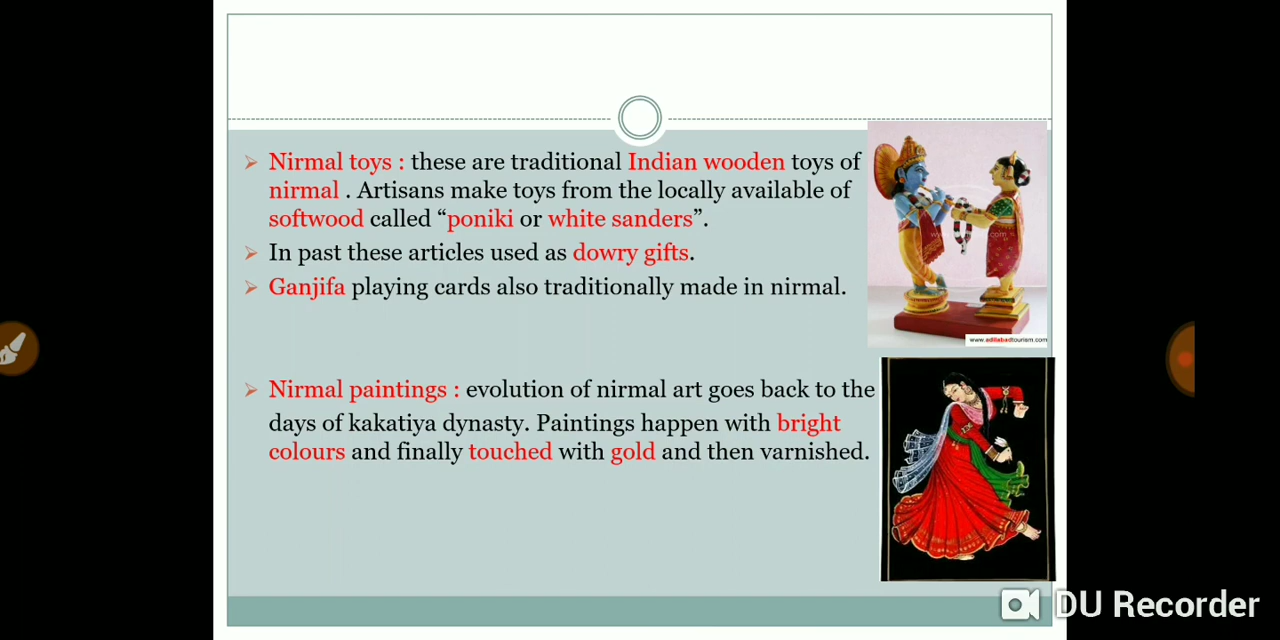 Nirmal toys : these are traditional Indian wooden toys of
nirmal . Artisans make toys from the locally available of
softwood called “poniki or white sanders”.
In past these articles used as dowry gifts.
Ganjifa playing cards also traditionally made in nirmal.
www.adilabadtourism.com
Nirmal paintings : evolution of nirmal art goes back to the
days of kakatiya dynasty. Paintings happen with bright
colours and finally touched with gold and then varnished.
DU Recorder